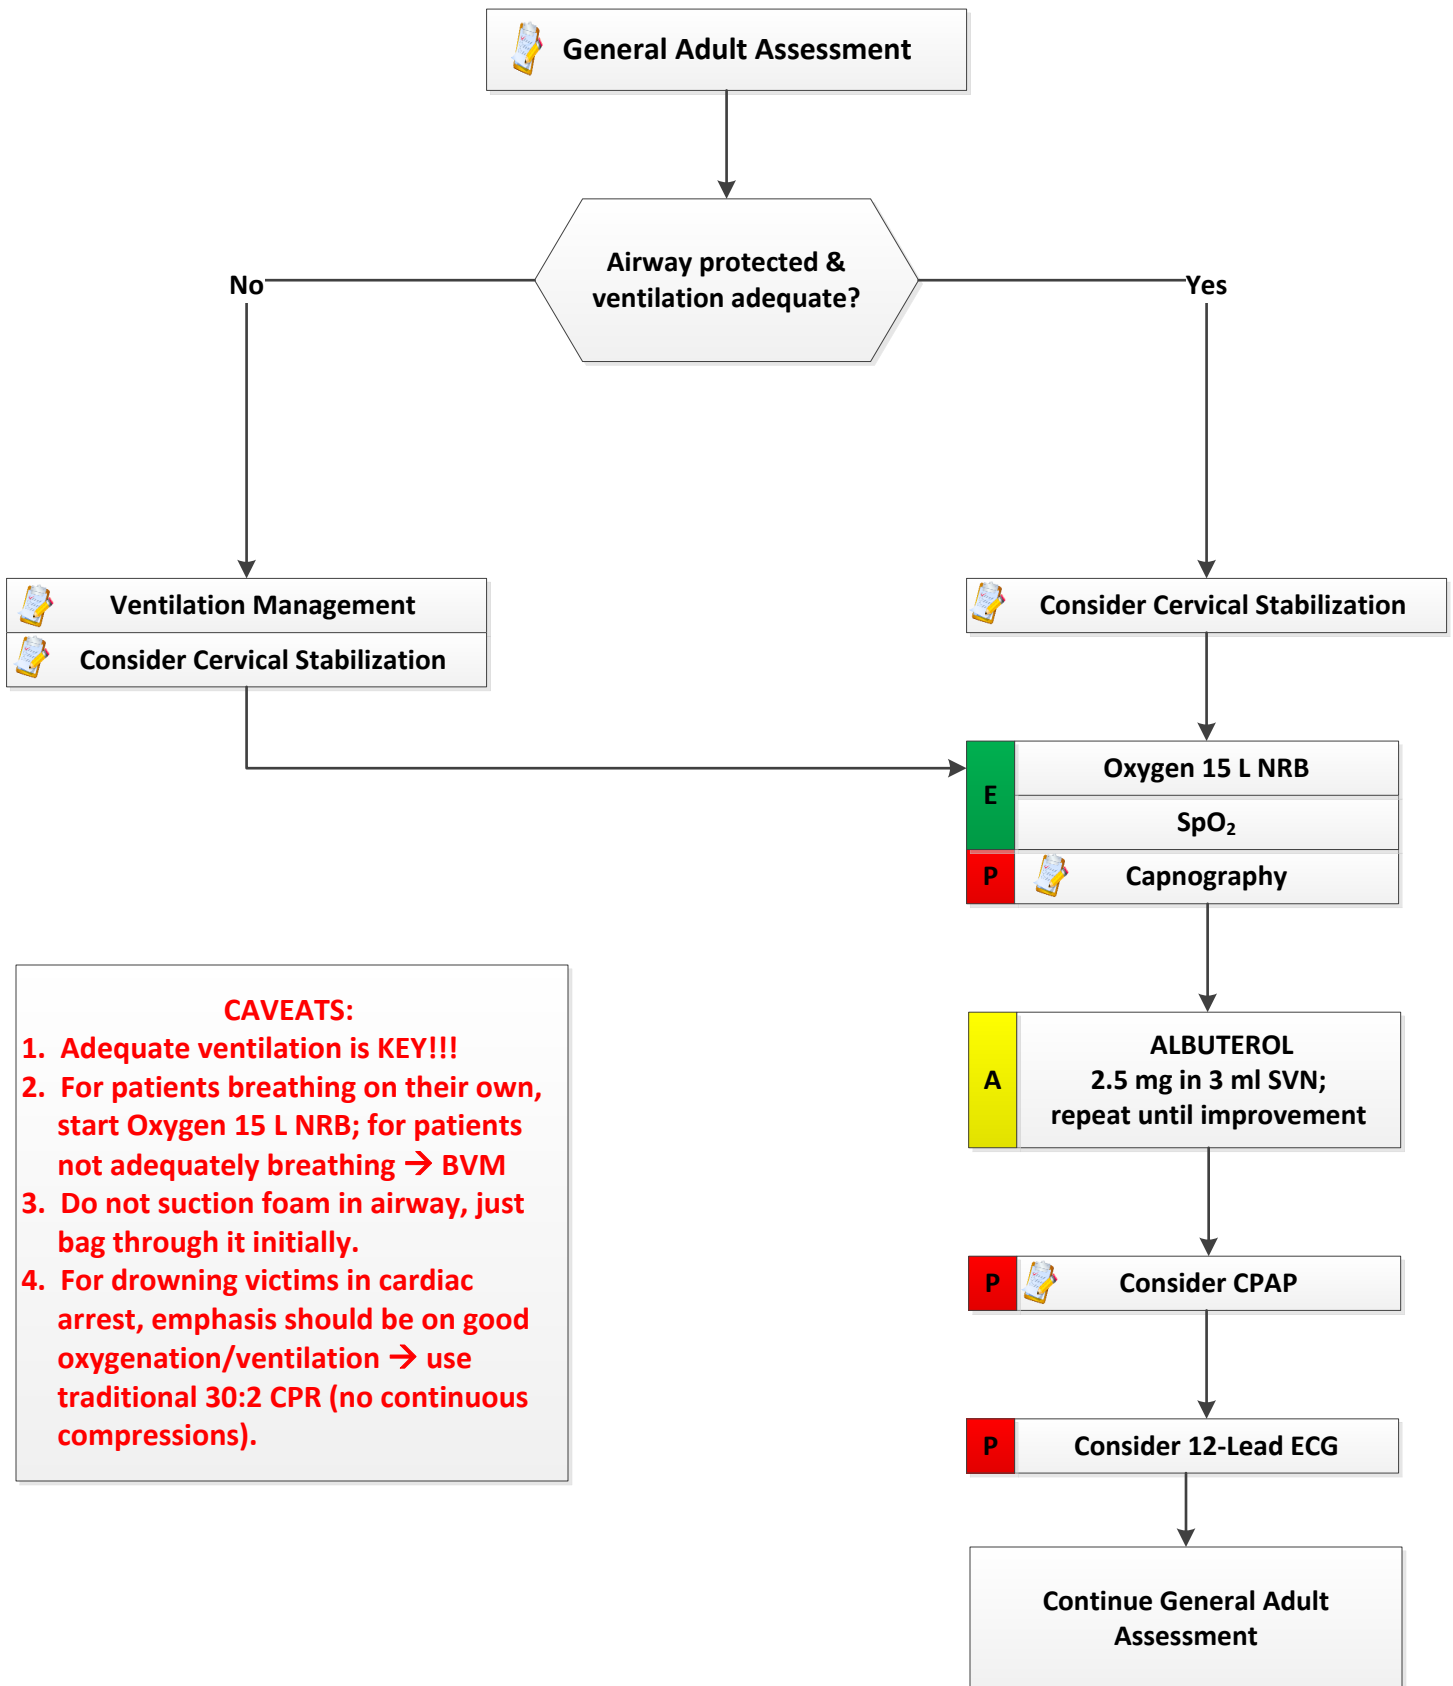 General Adult Assessment
Airway protected &
ventilation adequate?
No
Yes
Ventilation Management
Consider Cervical Stabilization
Consider Cervical Stabilization
E
Oxygen 15 L NRB
SpO₂
P
Capnography
A
ALBUTEROL
2.5 mg in 3 ml SVN;
repeat until improvement
P
Consider CPAP
P
Consider 12-Lead ECG
Continue General Adult
Assessment
CAVEATS:
1. Adequate ventilation is KEY!!!
2. For patients breathing on their own,
start Oxygen 15 L NRB; for patients
not adequately breathing → BVM
3. Do not suction foam in airway, just
bag through it initially.
4. For drowning victims in cardiac
arrest, emphasis should be on good
oxygenation/ventilation → use
traditional 30:2 CPR (no continuous
compressions).